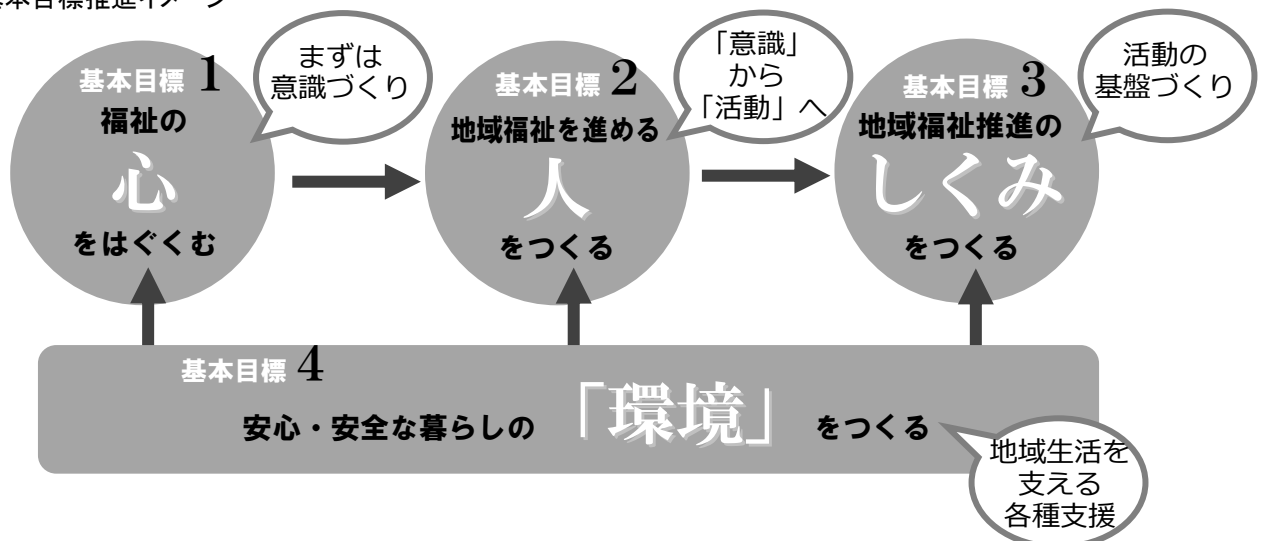 基本目標推進イメージ
基本目標 1
福祉の
心
をはぐくむ
まずは
意識づくり
基本目標 2
地域福祉を進める
人
をつくる
「意識」
から
「活動」へ
基本目標 3
地域福祉推進の
しくみ
をつくる
活動の
基盤づくり
基本目標 4
安心・安全な暮らしの「環境」をつくる
地域生活を
支える
各種支援